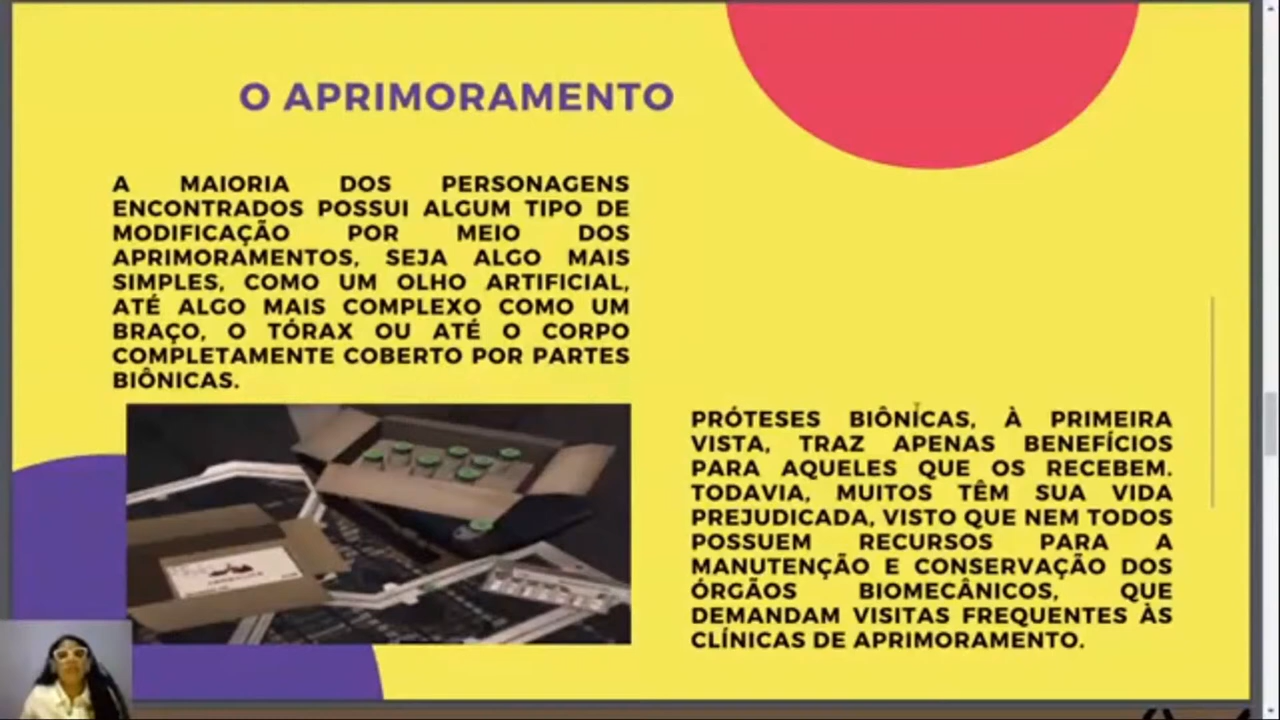 O APRIMORAMENTO
A MAIORIA DOS PERSONAGENS
ENCONTRADOS POSSUI ALGUM TIPO DE
MODIFICAÇÃO POR MEIO DOS
APRIMORAMENTOS, SEJA ALGO MAIS
SIMPLES, COMO UM OLHO ARTIFICIAL,
ATÉ ALGO MAIS COMPLEXO COMO UM
BRAÇO, O TÓRAX OU ATÉ O CORPO
COMPLETAMENTE COBERTO POR PARTES
BIÔNICAS.
PRÓTESES BIÔNICAS, À PRIMEIRA
VISTA, TRAZ APENAS BENEFÍCIOS
PARA AQUELES QUE OS RECEBEM.
TODAVIA, MUITOS TÊM SUA VIDA
PREJUDICADA, VISTO QUE NEM TODOS
POSSUEM RECURSOS PARA A
MANUTENÇÃO E CONSERVAÇÃO DOS
ÓRGÃOS BIOMECÂNICOS, QUE
DEMANDAM VISITAS FREQUENTES ÀS
CLÍNICAS DE APRIMORAMENTO.